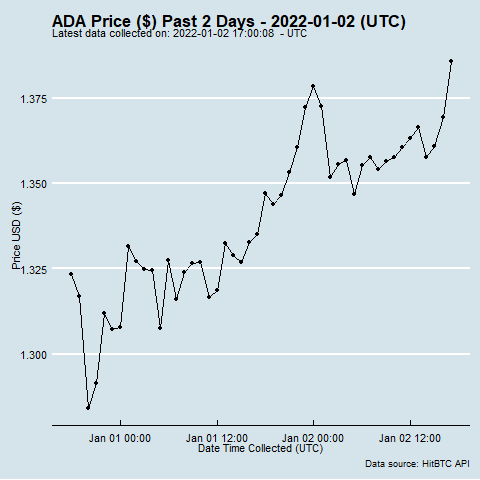 ADA Price ($) Past 2 Days - 2022-01-02 (UTC)
Latest data collected on: 2022-01-02 17:00:08 - UTC
1.375
1.350
1.325
1.300
Price USD ($)
Jan 01 00:00 Jan 01 12:00 Jan 02 00:00 Jan 02 12:00
Date Time Collected (UTC)
Data source: HitBTC API